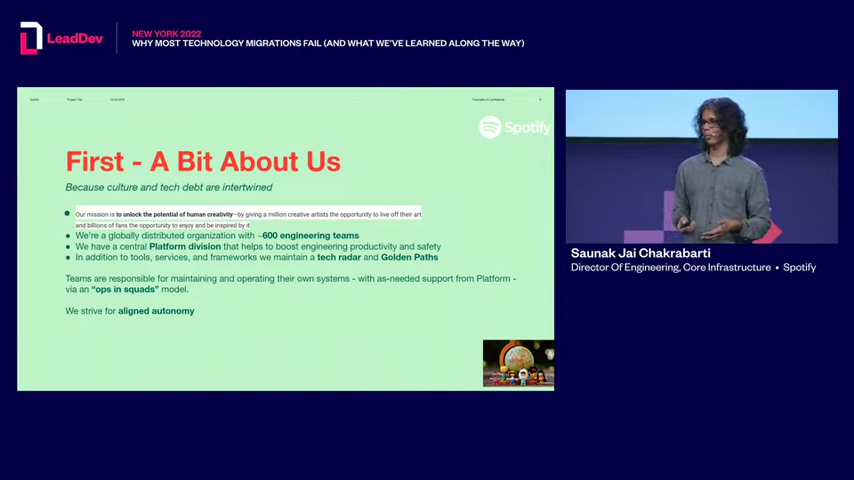 LeadDev
NEW YORK 2022
WHY MOST TECHNOLOGY MIGRATIONS FAIL (AND WHAT WE'VE LEARNED ALONG THE WAY)
Spotify
First - A Bit About Us
Because culture and tech debt are intertwined
Our mission is to unlock the potential of human creativity—by giving a million creative artists the opportunity to live off their art
and billions of fans the opportunity to enjoy and be inspired by it
We're a globally distributed organization with ~600 engineering teams
We have a central Platform division that helps to boost engineering productivity and safety
In addition to tools, services, and frameworks we maintain a tech radar and Golden Paths
Teams are responsible for maintaining and operating their own systems - with as-needed support from Platform -
via an “ops in squads” model.
We strive for aligned autonomy
Saunak Jai Chakrabarti
Director Of Engineering, Core Infrastructure • Spotify